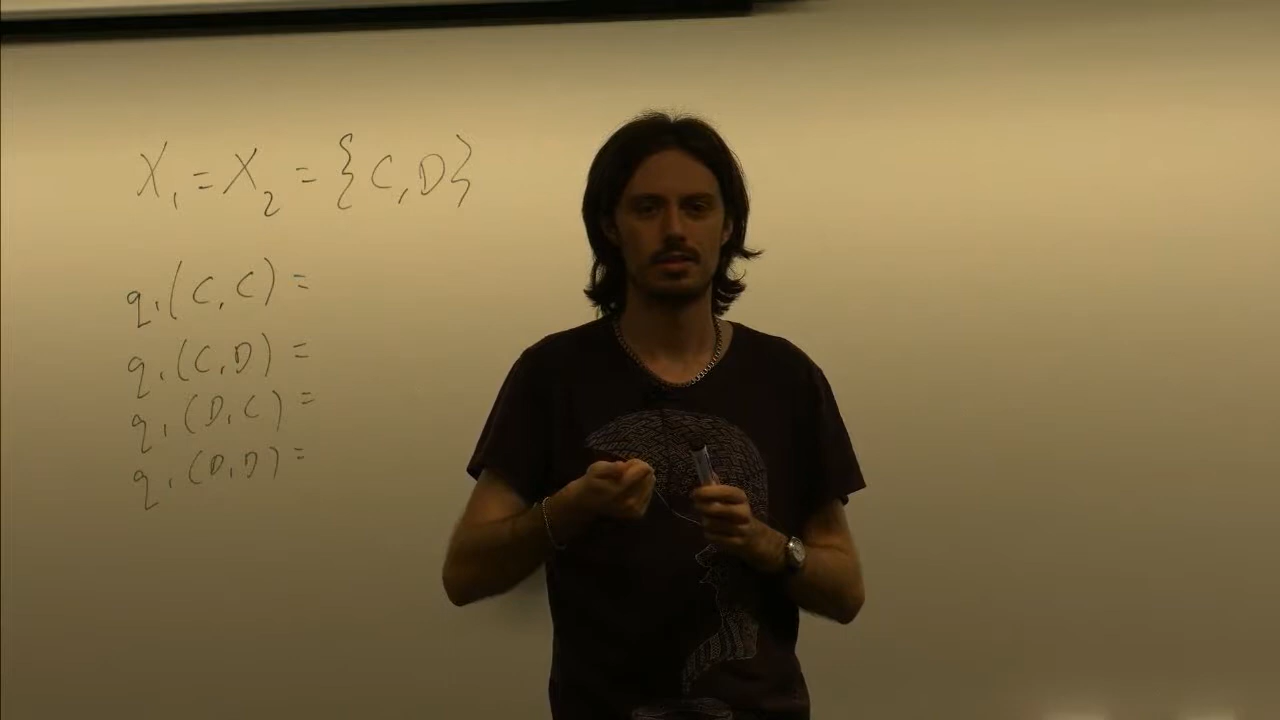 X₁ = X₂ = {C, D}
q₁(C, C) =
q₁(C, D) =
q₁(D, C) =
q₁(D, D) =